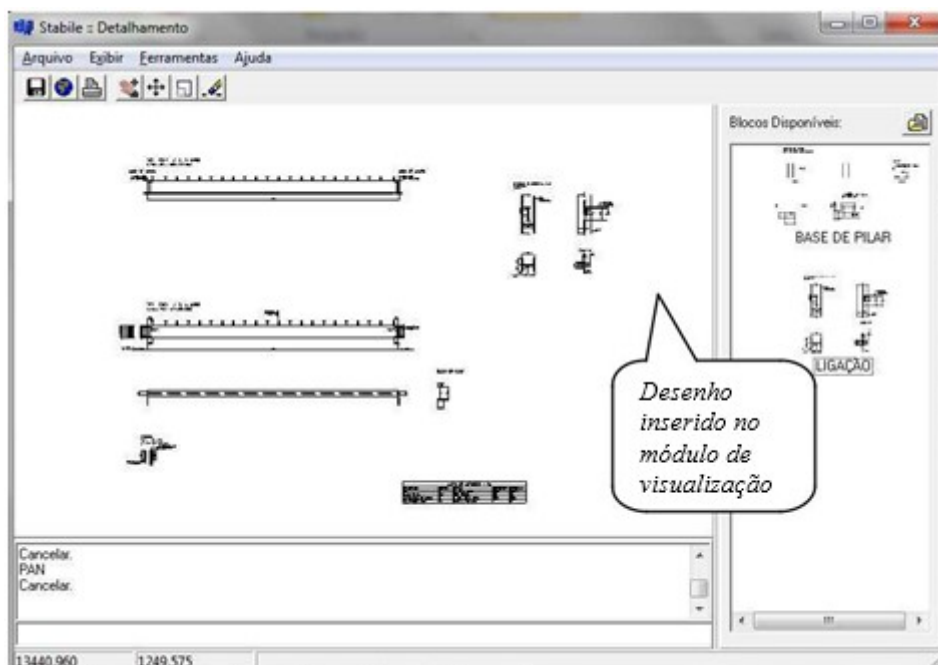 Stabile :: Detalhamento
Arquivo Exibir Ferramentas Ajuda
Blocos Disponíveis:
BASE DE PILAR
LIGAÇÃO
Desenho
inserido no
módulo de
visualização
Cancelar.
PAN
Cancelar.
13440.960 1249.575